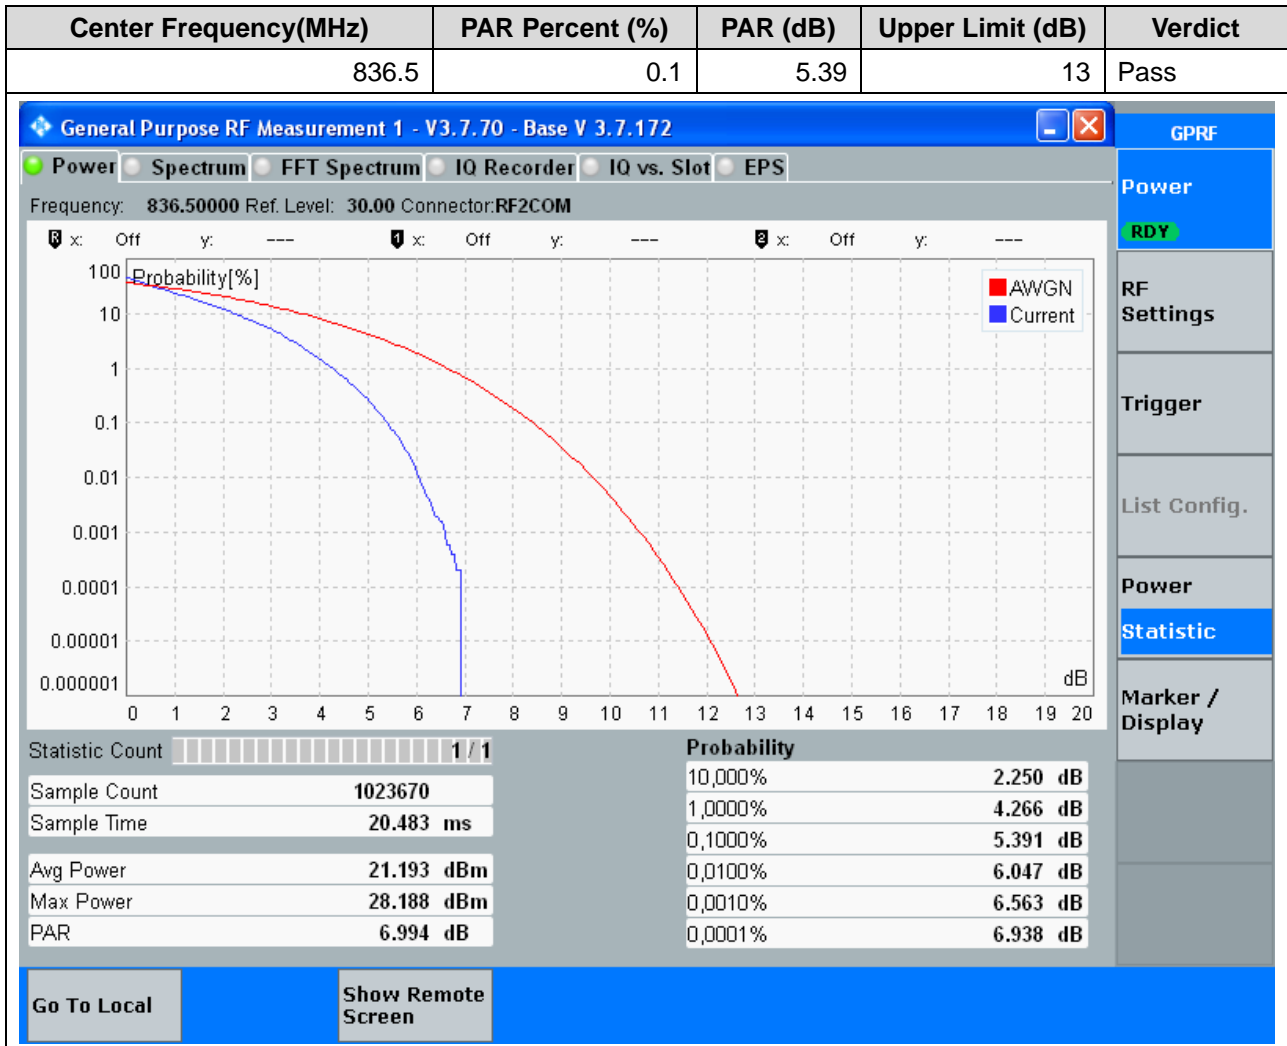 Center Frequency(MHz) PAR Percent (%) PAR (dB) Upper Limit (dB) Verdict
836.5 0.1 5.39 13 Pass
General Purpose RF Measurement 1 - V3.7.70 - Base V 3.7.172
GPRF
Power Spectrum FFT Spectrum IQ Recorder IQ vs. Slot EPS
Frequency: 836.50000 Ref. Level: 30.00 Connector:RF2COM
R x: Off y: --- 1 x: Off y: --- 2 x: Off y: ---
Probability[%]
100
10
1
0.1
0.01
0.001
0.0001
0.00001
0.000001
AWGN
Current
dB
0 1 2 3 4 5 6 7 8 9 10 11 12 13 14 15 16 17 18 19 20
Statistic Count 1 / 1
Sample Count 1023670
Sample Time 20.483 ms
Avg Power 21.193 dBm
Max Power 28.188 dBm
PAR 6.994 dB
Probability
10,000% 2.250 dB
1,0000% 4.266 dB
0,1000% 5.391 dB
0,0100% 6.047 dB
0,0010% 6.563 dB
0,0001% 6.938 dB
Power
RDY
RF
Settings
Trigger
List Config.
Power
Statistic
Marker /
Display
Go To Local
Show Remote
Screen